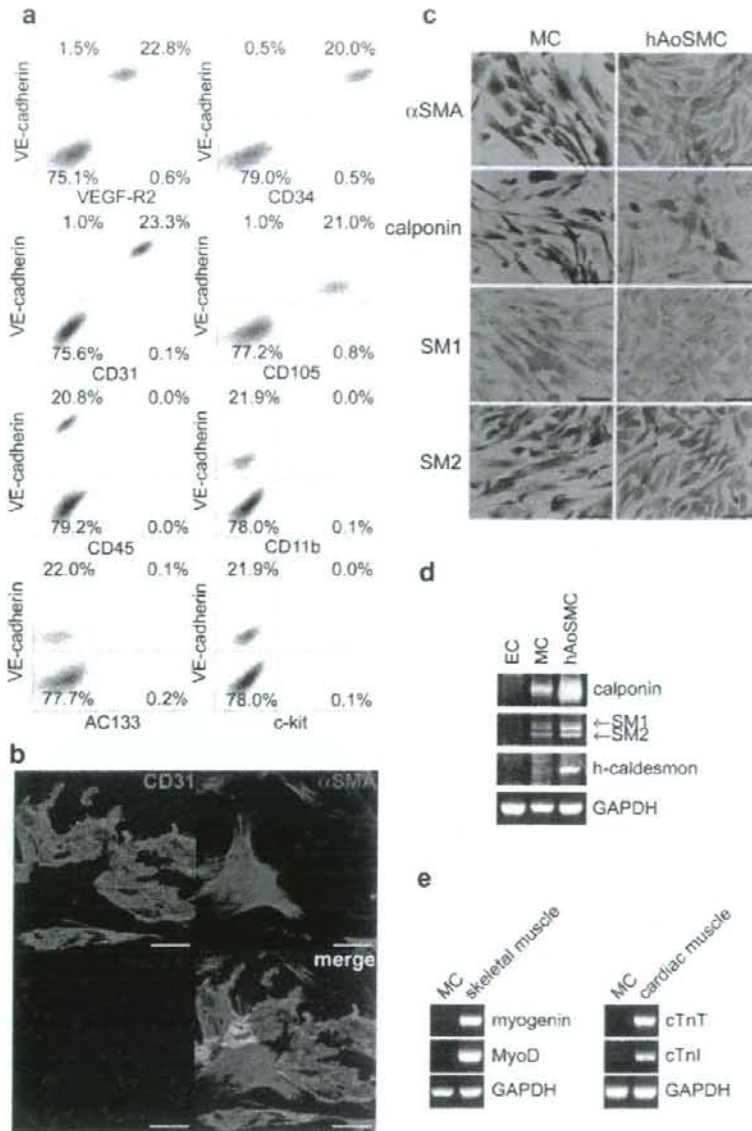 a
1.5% 22.8%
VE-cadherin
75.1% 0.6%
VEGF-R2
0.5% 20.0%
VE-cadherin
79.0% 0.5%
CD34
1.0% 23.3%
VE-cadherin
75.6% 0.1%
CD31
1.0% 21.0%
VE-cadherin
77.2% 0.8%
CD105
20.8% 0.0%
VE-cadherin
79.2% 0.0%
CD45
21.9% 0.0%
VE-cadherin
78.0% 0.1%
CD11b
22.0% 0.1%
VE-cadherin
77.7% 0.2%
AC133
21.9% 0.0%
VE-cadherin
78.0% 0.1%
c-kit
b
CD31
αSMA
merge
c
MC hAoSMC
αSMA
calponin
SM1
SM2
d
EC MC hAoSMC
calponin
←SM1
←SM2
h-caldesmon
GAPDH
e
MC skeletal muscle
myogenin
MyoD
GAPDH
MC cardiac muscle
cTnT
cTnI
GAPDH